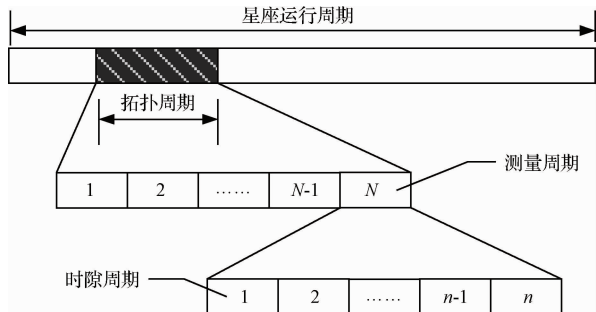 星座运行周期
拓扑周期
测量周期
1 2 …… N-1 N
时隙周期
1 2 …… n-1 n